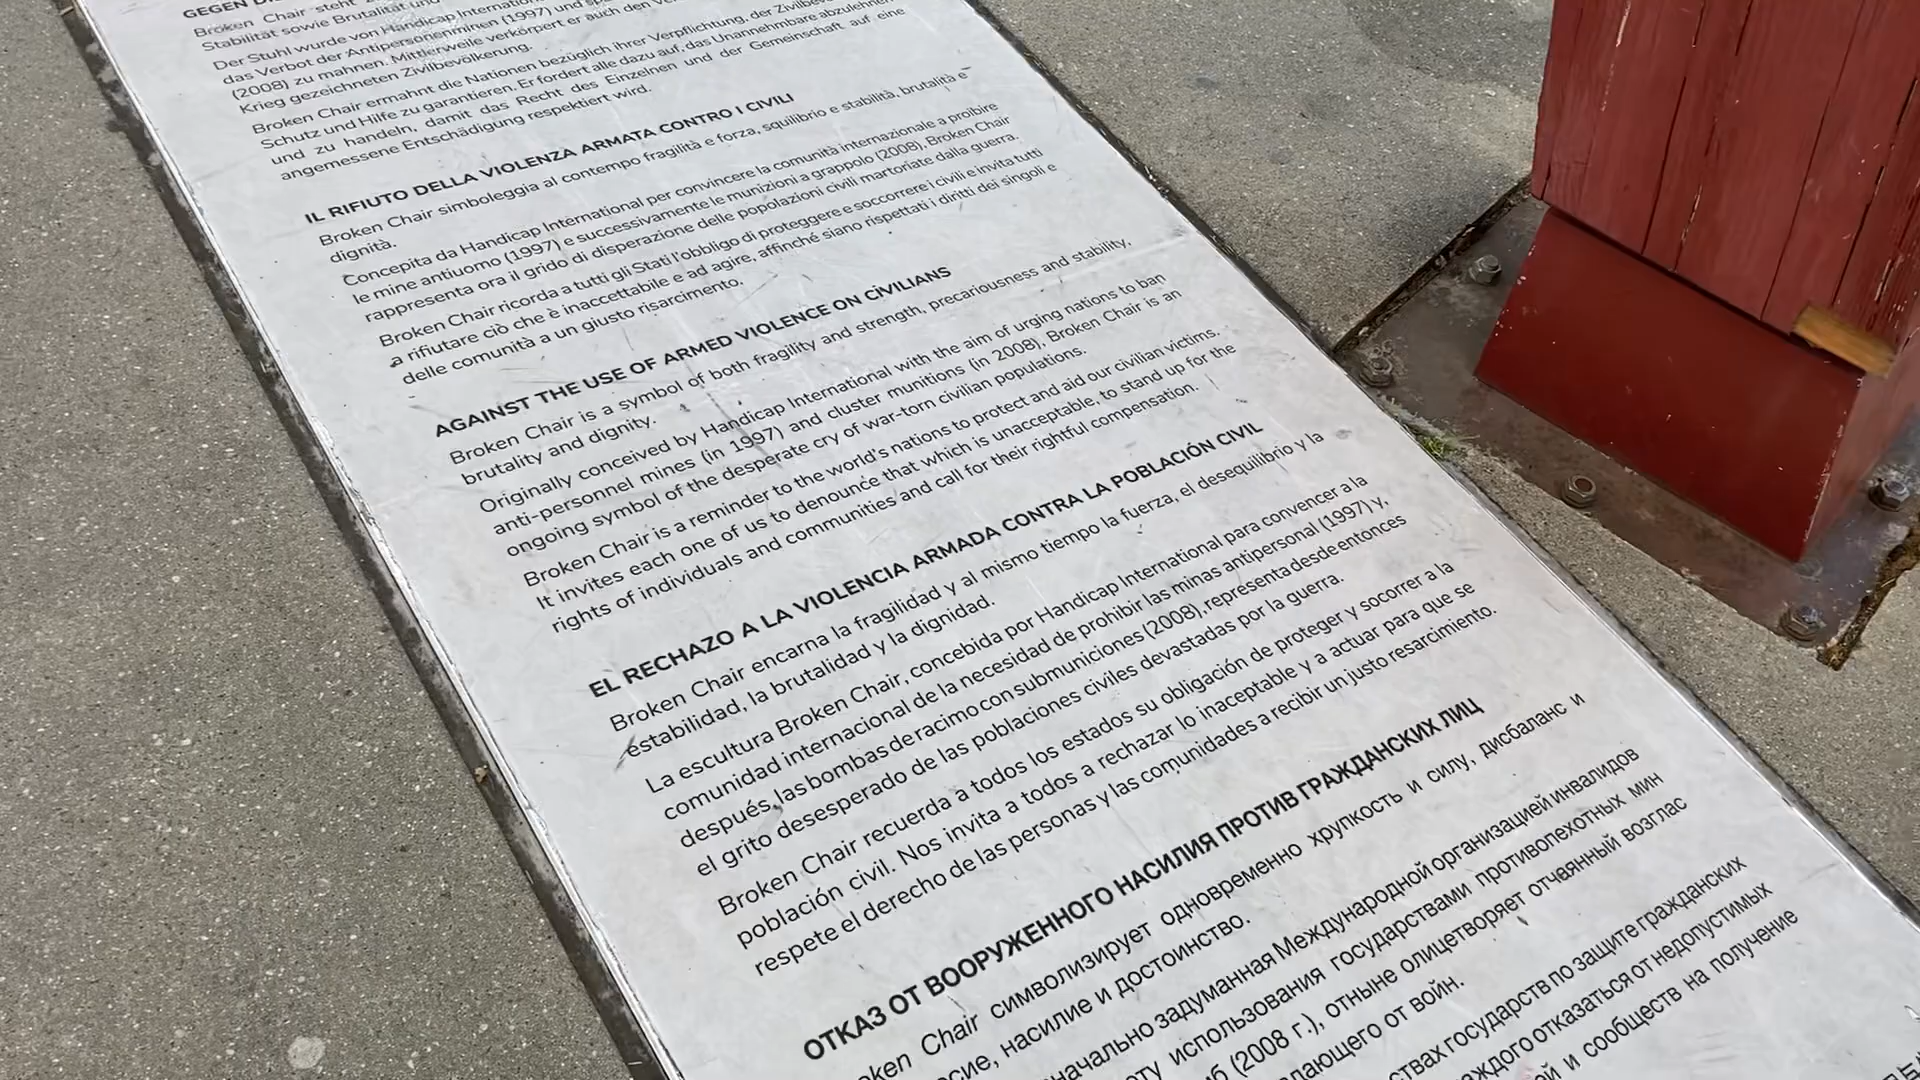 GEGEN DI
Broken Chair steht
Stabilität sowie Brutalität und
Der Stuhl wurde von Handicap Internation
das Verbot der Antipersonenminen (1997) und
(2008) zu mahnen. Mittlerweile verkörpert er auch den
Krieg gezeichneten Zivilbevölkerung.
Broken Chair ermahnt die Nationen bezüglich ihrer Verpflichtung, der Zivilbev
Schutz und Hilfe zu garantieren. Er fordert alle dazu auf, das Unannehmbare abzulehnen
und zu handeln, damit das Recht des Einzelnen und der Gemeinschaft auf eine
angemessene Entschädigung respektiert wird.
IL RIFIUTO DELLA VIOLENZA ARMATA CONTRO I CIVILI
Broken Chair simboleggia al contempo fragilità e forza, squilibrio e stabilità, brutalità e
dignità.
Concepita da Handicap International per convincere la comunità internazionale a proibire
le mine antiuomo (1997) e successivamente le munizioni a grappolo (2008), Broken Chair
rappresenta ora il grido di disperazione delle popolazioni civili martoriate dalla guerra.
Broken Chair ricorda a tutti gli Stati l'obbligo di proteggere e soccorrere i civili e invita tutti
a rifiutare ciò che è inaccettabile e ad agire, affinché siano rispettati i diritti dei singoli e
delle comunità a un giusto risarcimento.
AGAINST THE USE OF ARMED VIOLENCE ON CIVILIANS
Broken Chair is a symbol of both fragility and strength, precariousness and stability,
brutality and dignity.
Originally conceived by Handicap International with the aim of urging nations to ban
anti-personnel mines (in 1997) and cluster munitions (in 2008), Broken Chair is an
ongoing symbol of the desperate cry of war-torn civilian populations.
Broken Chair is a reminder to the world's nations to protect and aid our civilian victims.
It invites each one of us to denounce that which is unacceptable, to stand up for the
rights of individuals and communities and call for their rightful compensation.
EL RECHAZO A LA VIOLENCIA ARMADA CONTRA LA POBLACIÓN CIVIL
Broken Chair encarna la fragilidad y al mismo tiempo la fuerza, el desequilibrio y la
estabilidad, la brutalidad y la dignidad.
La escultura Broken Chair, concebida por Handicap International para convencer a la
comunidad internacional de la necesidad de prohibir las minas antipersonal (1997) y,
después, las bombas de racimo con submuniciones (2008), representa desde entonces
el grito desesperado de las poblaciones civiles devastadas por la guerra.
Broken Chair recuerda a todos los estados su obligación de proteger y socorrer a la
población civil. Nos invita a todos a rechazar lo inaceptable y a actuar para que se
respete el derecho de las personas y las comunidades a recibir un justo resarcimiento.
ОТКАЗ ОТ ВООРУЖЕННОГО НАСИЛИЯ ПРОТИВ ГРАЖДАНСКИХ ЛИЦ
oken Chair символизирует одновременно хрупкость и силу, дисбаланс и
сие, насилие и достоинство.
начально задуманная Международной организацией инвалидов
оту использования государствами противопехотных мин
мб (2008 г.), отныне олицетворяет отчаянный возглас
дающего от войн.
ствах государств по защите гражданских
аждого отказаться от недопустимых
ой и сообществ на получение